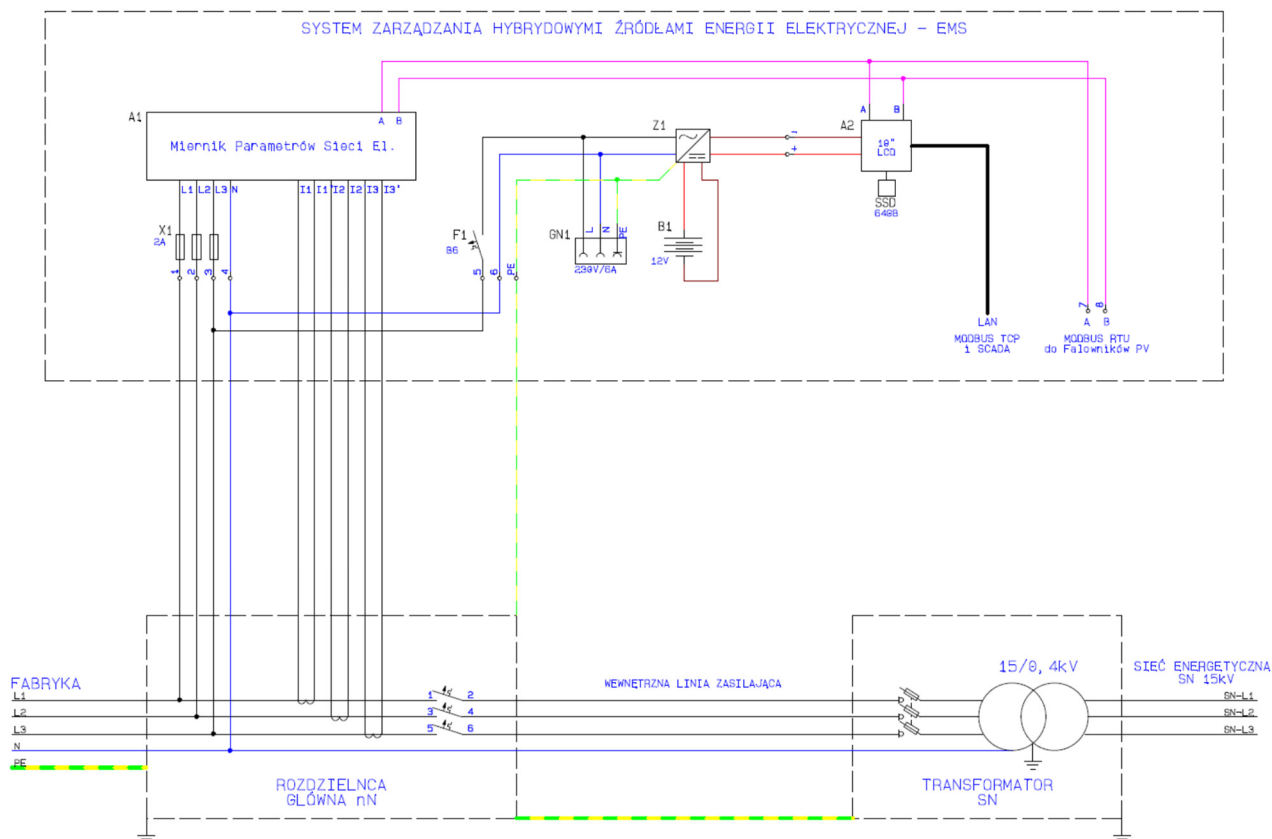 SYSTEM ZARZĄDZANIA HYBRYDOWYMI ŹRÓDŁAMI ENERGII ELEKTRYCZNEJ - EMS
A1
A B
Miernik Parametrów Sieci El.
L1 L2 L3 N I1 I1' I2 I2 I3 I3'
X1
2A
1 2 3 4
F1
B6
5 6 PE
GN1
L N PE
230V/6A
Z1
B1
12V
- +
A2
A B
10"
LCD
SSD
64GB
LAN
MODBUS TCP
i SCADA
7 8
A B
MODBUS RTU
do Falowników PV
FABRYKA
L1
L2
L3
N
PE
1 2
3 4
5 6
WEWNĘTRZNA LINIA ZASILAJĄCA
15/0,4kV
SIEĆ ENERGETYCZNA
SN 15kV
SN-L1
SN-L2
SN-L3
ROZDZIELNCA
GŁÓWNA nN
TRANSFORMATOR
SN